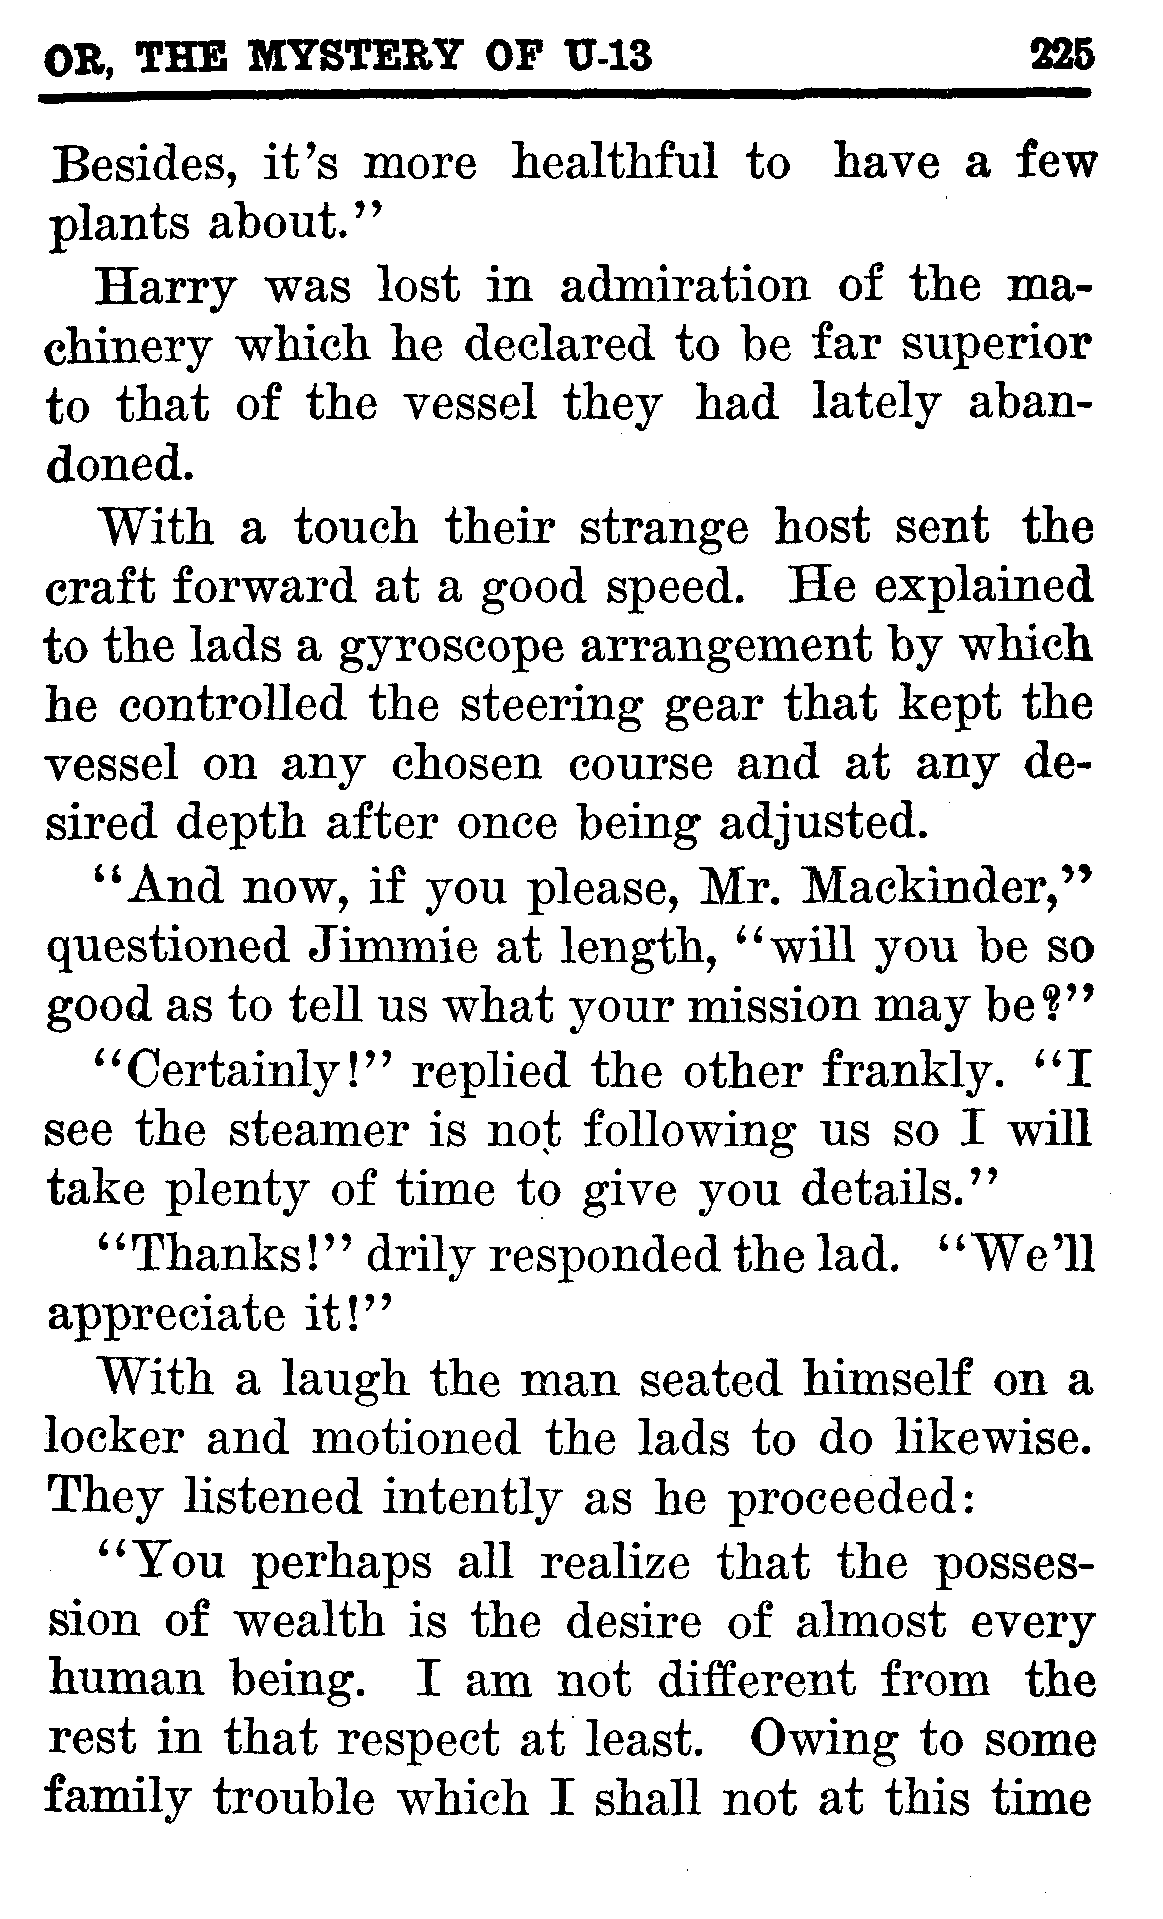 OR, THE MYSTERY OF U-13 225
Besides, it's more healthful to have a few
plants about."
Harry was lost in admiration of the ma-
chinery which he declared to be far superior
to that of the vessel they had lately aban-
doned.
With a touch their strange host sent the
craft forward at a good speed. He explained
to the lads a gyroscope arrangement by which
he controlled the steering gear that kept the
vessel on any chosen course and at any de-
sired depth after once being adjusted.
"And now, if you please, Mr. Mackinder,"
questioned Jimmie at length, "will you be so
good as to tell us what your mission may be?"
"Certainly!" replied the other frankly. "I
see the steamer is not following us so I will
take plenty of time to give you details."
"Thanks!" drily responded the lad. "We'll
appreciate it!"
With a laugh the man seated himself on a
locker and motioned the lads to do likewise.
They listened intently as he proceeded:
"You perhaps all realize that the posses-
sion of wealth is the desire of almost every
human being. I am not different from the
rest in that respect at least. Owing to some
family trouble which I shall not at this time